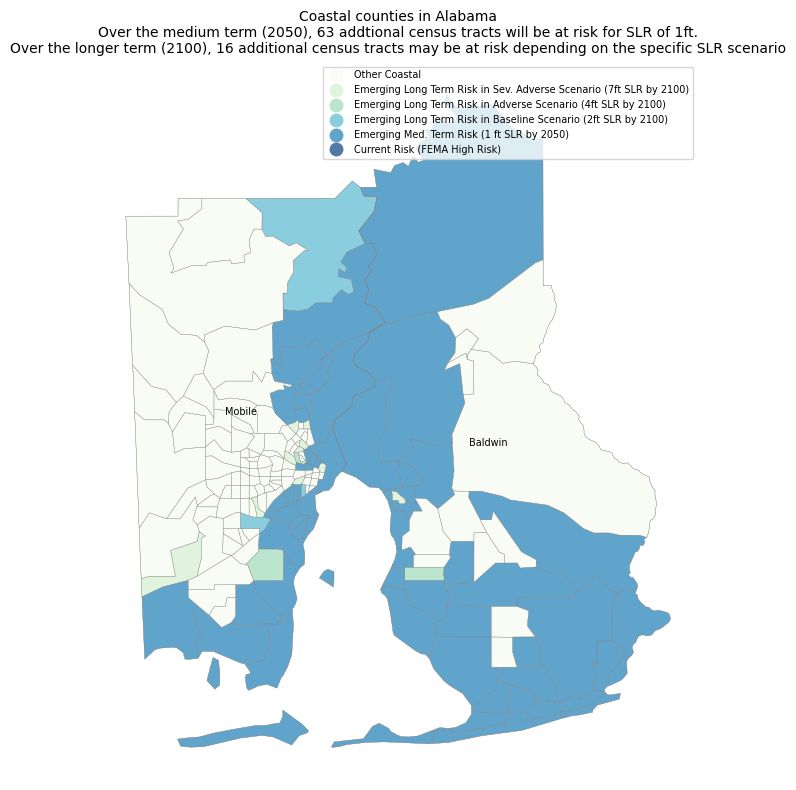 Coastal counties in Alabama
Over the medium term (2050), 63 addtional census tracts will be at risk for SLR of 1ft.
Over the longer term (2100), 16 additional census tracts may be at risk depending on the specific SLR scenario
Other Coastal
Emerging Long Term Risk in Sev. Adverse Scenario (7ft SLR by 2100)
Emerging Long Term Risk in Adverse Scenario (4ft SLR by 2100)
Emerging Long Term Risk in Baseline Scenario (2ft SLR by 2100)
Emerging Med. Term Risk (1 ft SLR by 2050)
Current Risk (FEMA High Risk)
Mobile
Baldwin